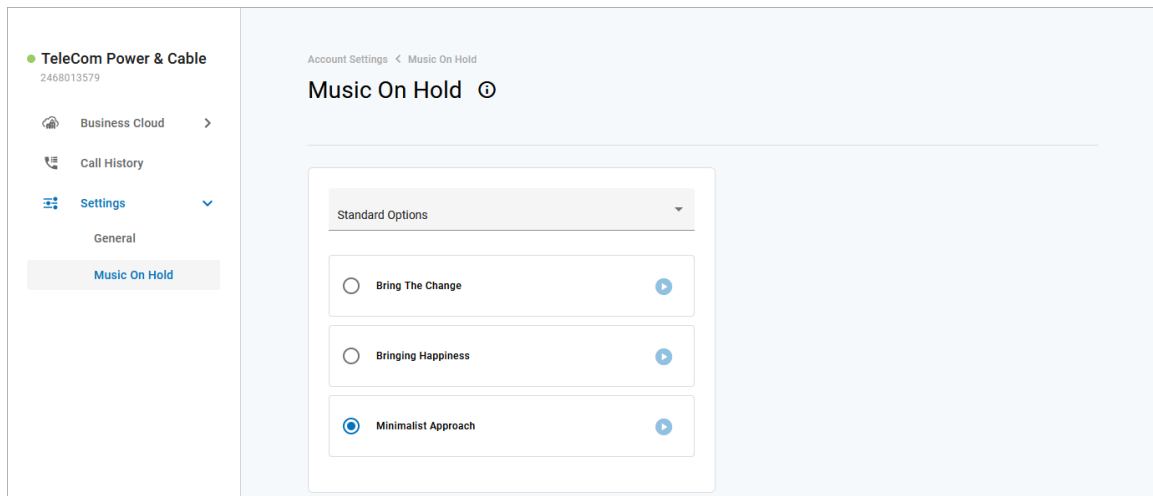 TeleCom Power & Cable
2468013579
Business Cloud
Call History
Settings
General
Music On Hold
Account Settings < Music On Hold
Music On Hold
Standard Options
Bring The Change
Bringing Happiness
Minimalist Approach